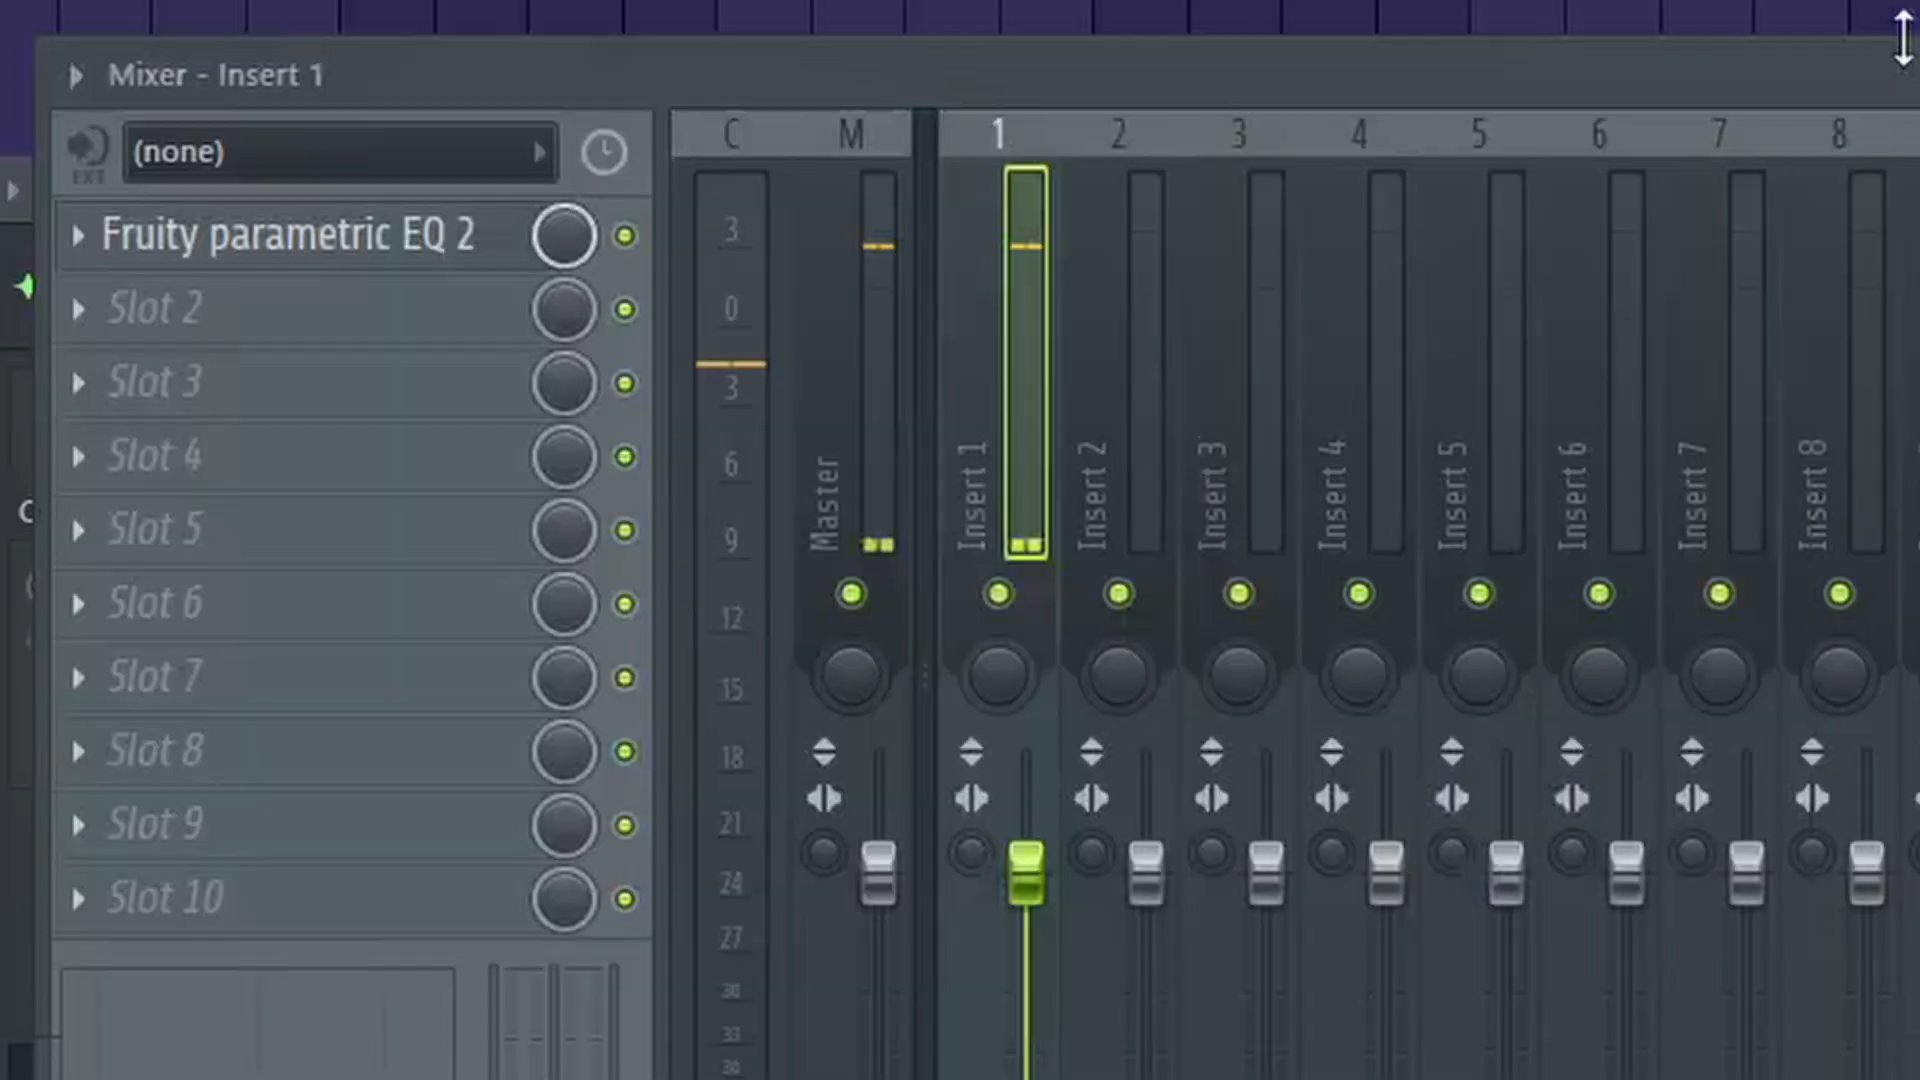 Mixer - Insert 1
EXT
(none)
C M 1 2 3 4 5 6 7 8
Fruity parametric EQ 2
Slot 2
Slot 3
Slot 4
Slot 5
Slot 6
Slot 7
Slot 8
Slot 9
Slot 10
3
0
3
6
9
12
15
18
21
24
27
30
33
Master
Insert 1
Insert 2
Insert 3
Insert 4
Insert 5
Insert 6
Insert 7
Insert 8